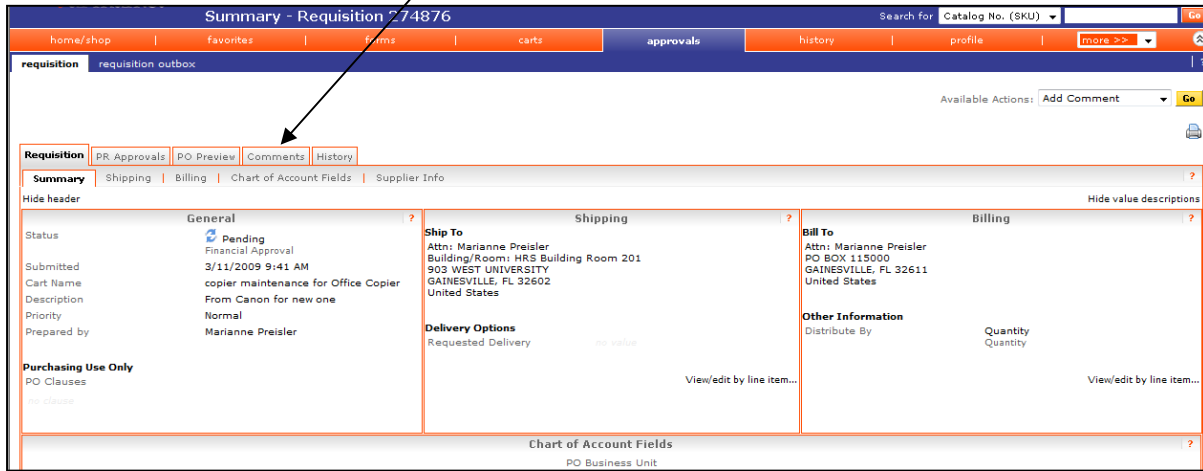 Summary - Requisition 274876
Search for Catalog No. (SKU) Go
home/shop | favorites | forms | carts approvals history | profile | more >>
requisition requisition outbox
Available Actions: Add Comment Go
Requisition PR Approvals PO Preview Comments History
Summary Shipping | Billing | Chart of Account Fields | Supplier Info ?
Hide header Hide value descriptions
General ?
Status Pending
Financial Approval
Submitted 3/11/2009 9:41 AM
Cart Name copier maintenance for Office Copier
Description From Canon for new one
Priority Normal
Prepared by Marianne Preisler
Purchasing Use Only
PO Clauses
no clause
Shipping ?
Ship To
Attn: Marianne Preisler
Building/Room: HRS Building Room 201
903 WEST UNIVERSITY
GAINESVILLE, FL 32602
United States
Delivery Options
Requested Delivery no value
View/edit by line item...
Billing ?
Bill To
Attn: Marianne Preisler
PO BOX 115000
GAINESVILLE, FL 32611
United States
Other Information
Distribute By Quantity
Quantity
View/edit by line item...
Chart of Account Fields ?
PO Business Unit